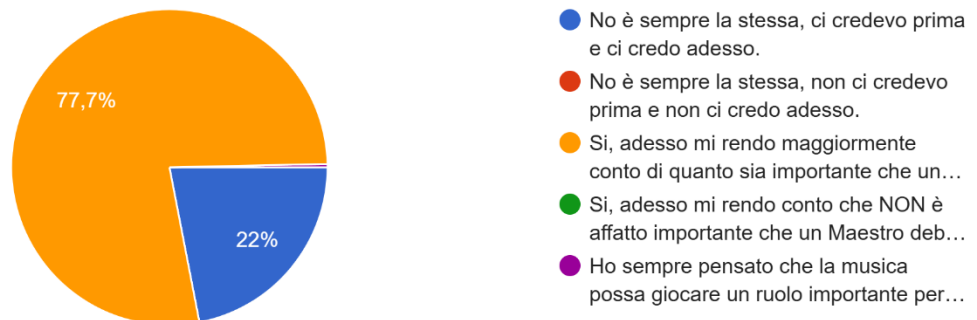 77,7%
22%
No è sempre la stessa, ci credevo prima
e ci credo adesso.
No è sempre la stessa, non ci credevo
prima e non ci credo adesso.
Si, adesso mi rendo maggiormente
conto di quanto sia importante che un…
Si, adesso mi rendo conto che NON è
affatto importante che un Maestro deb…
Ho sempre pensato che la musica
possa giocare un ruolo importante per…